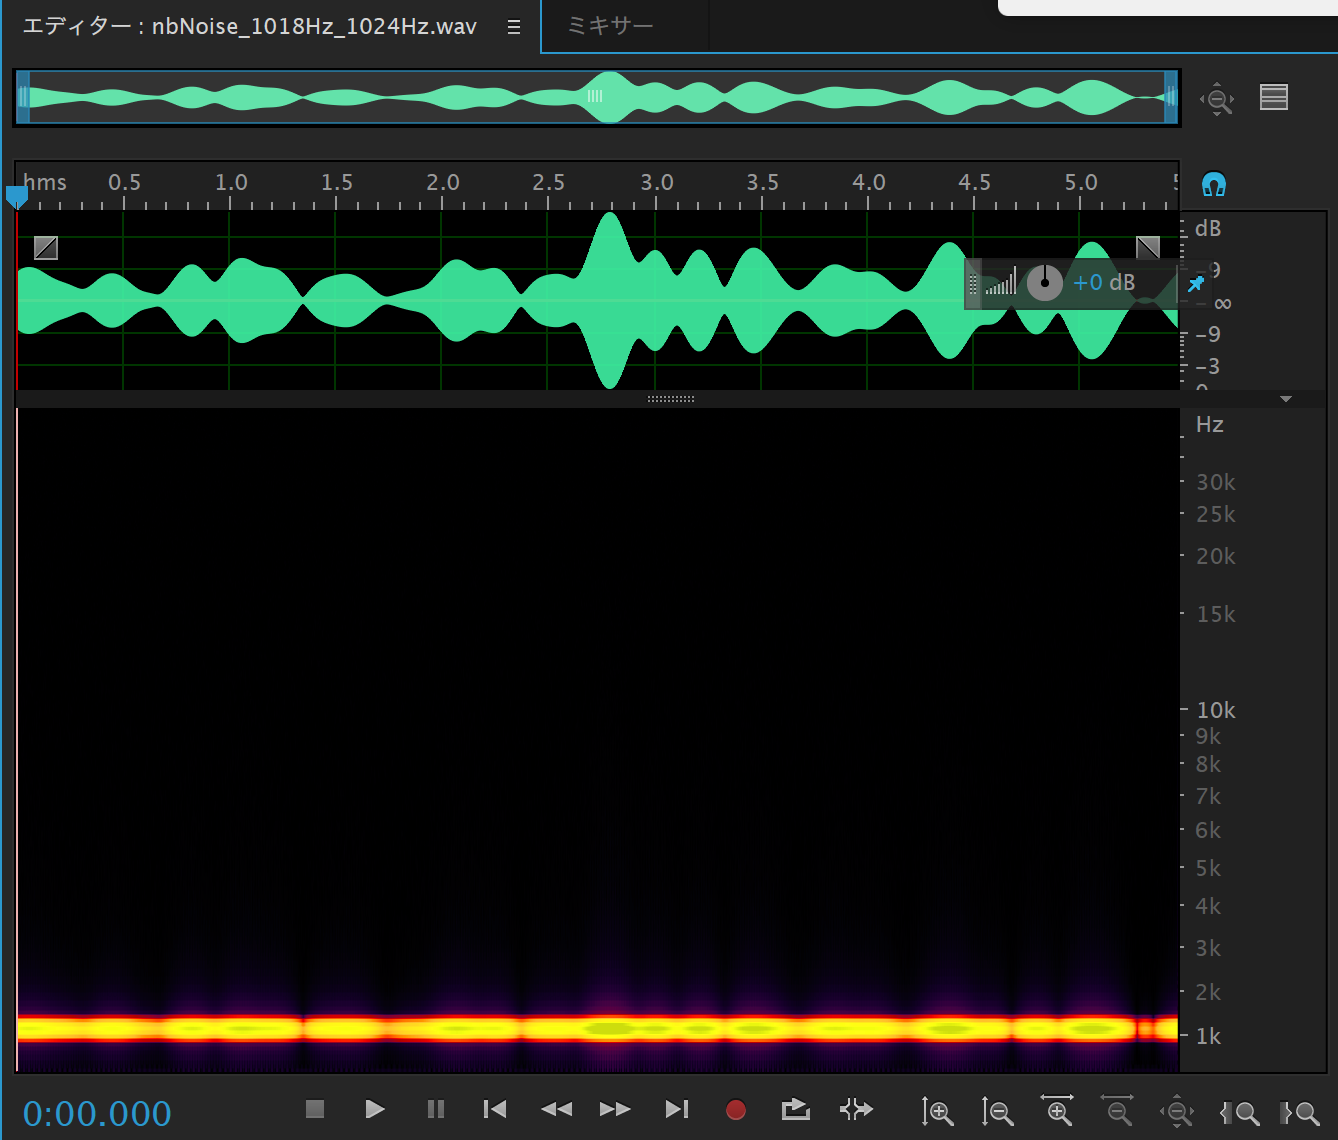 エディター : nbNoise_1018Hz_1024Hz.wav ミキサー
hms 0.5 1.0 1.5 2.0 2.5 3.0 3.5 4.0 4.5 5.0
dB
-9
+0 dB
-∞
-9
-3
Hz
30k
25k
20k
15k
10k
9k
8k
7k
6k
5k
4k
3k
2k
1k
0:00.000